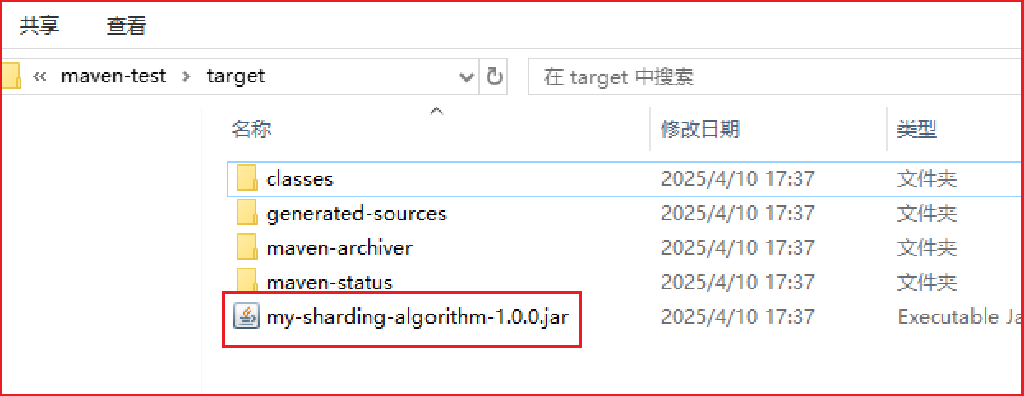 共享 查看
« maven-test › target 在 target 中搜索
名称 修改日期 类型
classes 2025/4/10 17:37 文件夹
generated-sources 2025/4/10 17:37 文件夹
maven-archiver 2025/4/10 17:37 文件夹
maven-status 2025/4/10 17:37 文件夹
my-sharding-algorithm-1.0.0.jar 2025/4/10 17:37 Executable Ja